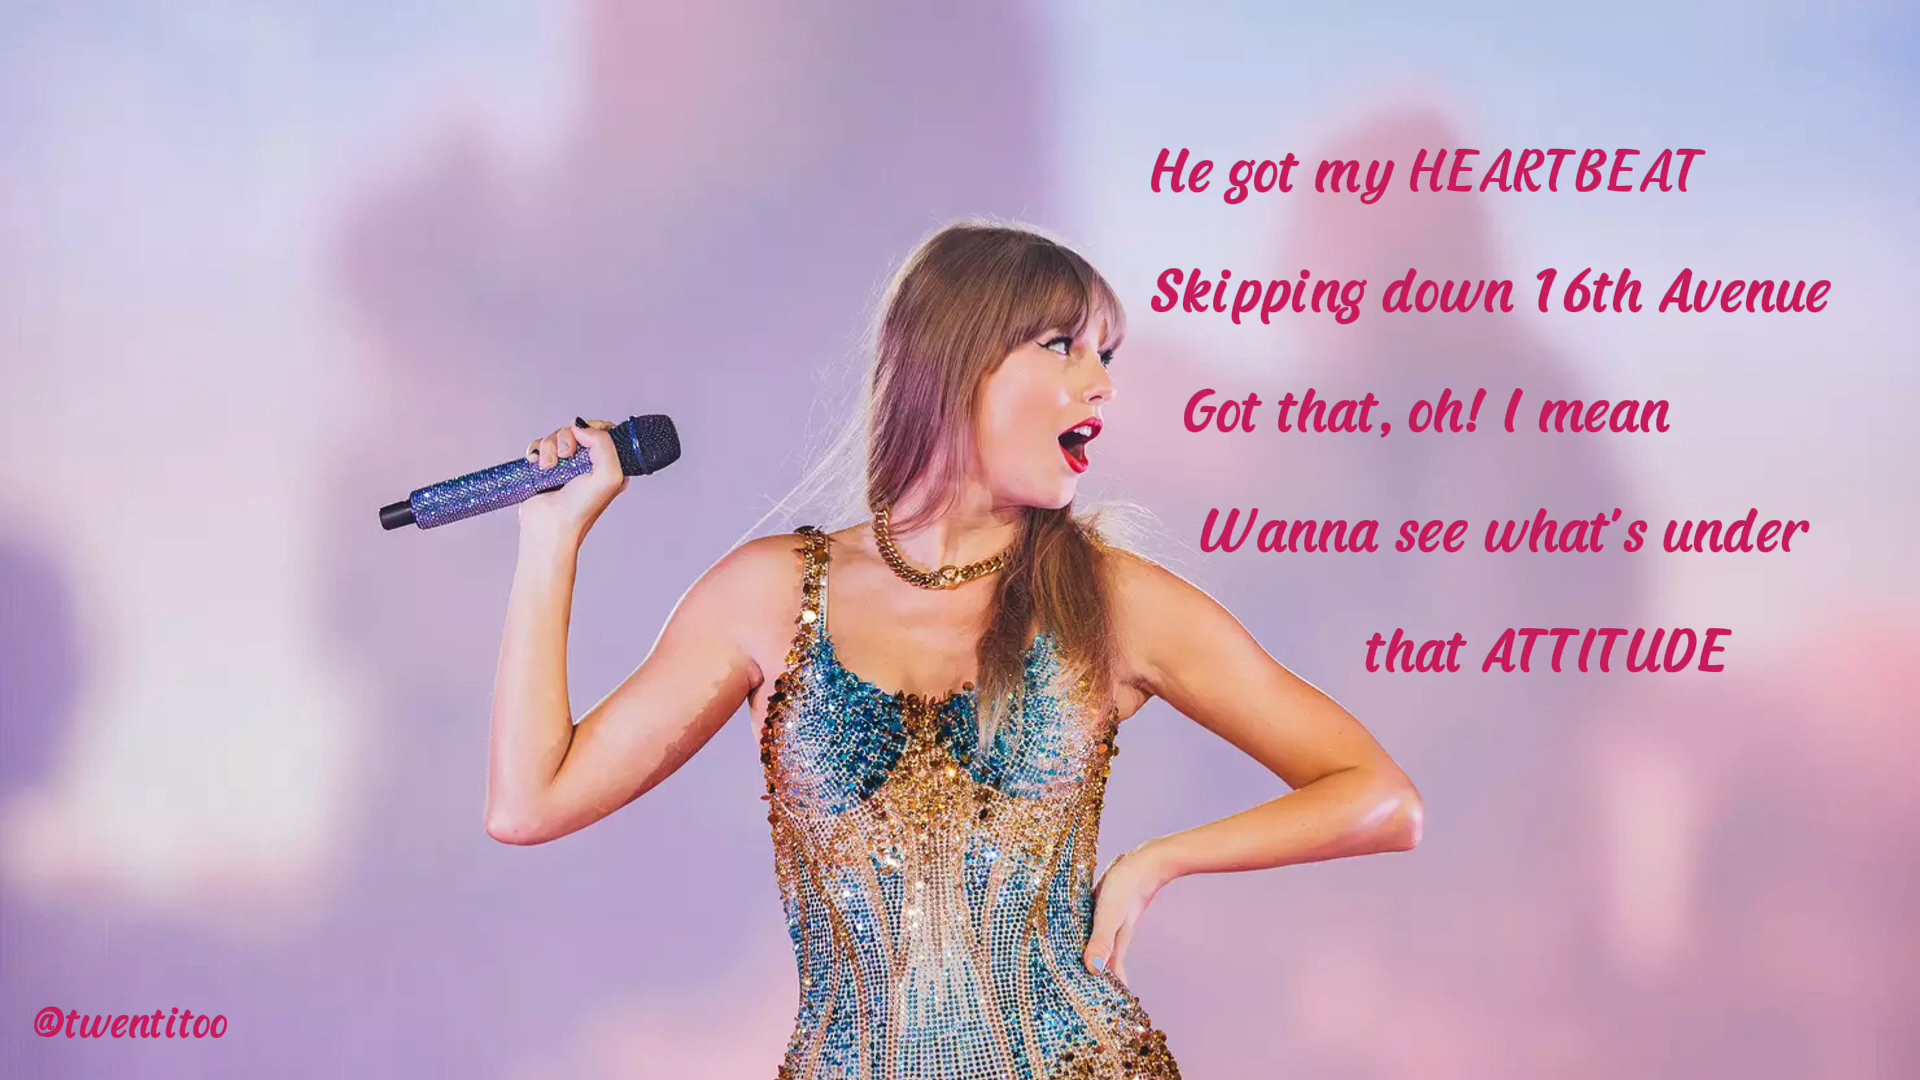 He got my HEARTBEAT
Skipping down 16th Avenue
Got that, oh! I mean
Wanna see what's under
that ATTITUDE
@twentitoo